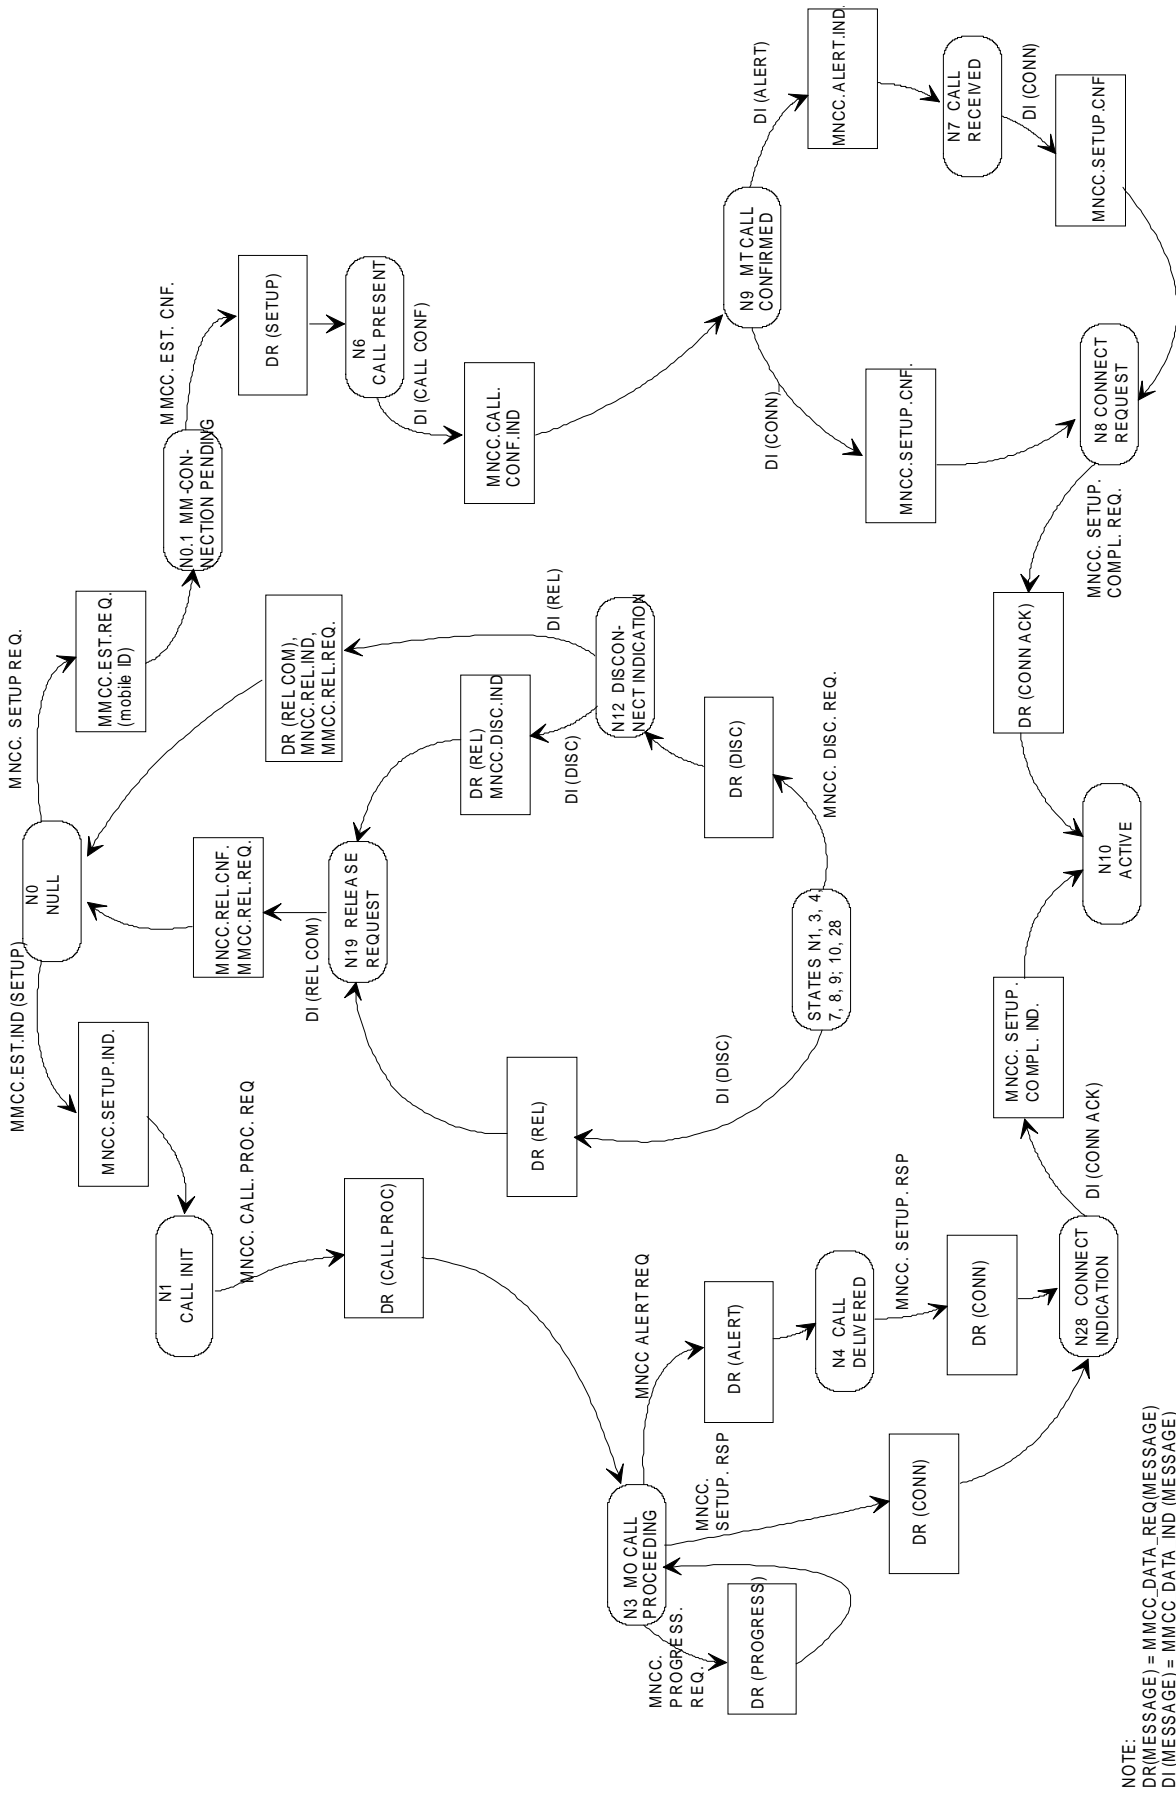 MNCC. SETUP REQ.
N0
NULL
MMCC.EST.IND (SETUP)
MMCC.EST.REQ.
(mobile ID)
MNCC.SETUP.IND.
N0.1 MM-CON-
NECTION PENDING
MMCC. EST. CNF.
N1
CALL INIT
MNCC. CALL. PROC. REQ
DR (CALL PROC)
MNCC.REL.CNF.
MMCC.REL.REQ.
DR (REL COM),
MNCC.REL.IND,
MMCC.REL.REQ.
DR (SETUP)
DI (REL COM)
N19 RELEASE
REQUEST
N6
CALL PRESENT
DI (CALL CONF)
DR (REL)
MNCC.DISC.IND
MNCC.CALL.
CONF.IND
DR (REL)
DI (DISC)
DI (REL)
N12 DISCON-
NECT INDICATION
N3 MO CALL
PROCEEDING
MNCC ALERT REQ
MNCC.
PROGRESS.
REQ.
MNCC.
SETUP. RSP
DR (PROGRESS)
DR (ALERT)
DI (DISC)
DR (DISC)
N9 MT CALL
CONFIRMED
DI (CONN)
DI (ALERT)
STATES N1, 3, 4,
7, 8, 9; 10, 28
MNCC. DISC. REQ.
MNCC.ALERT.IND.
N4 CALL
DELIVERED
MNCC. SETUP. RSP
DR (CONN)
DR (CONN)
MNCC.SETUP.CNF.
N7 CALL
RECEIVED
DI (CONN)
MNCC. SETUP.
COMPL. IND.
DR (CONN ACK)
MNCC.SETUP.CNF
N28 CONNECT
INDICATION
DI (CONN ACK)
N10
ACTIVE
MNCC. SETUP.
COMPL. REQ.
N8 CONNECT
REQUEST
NOTE:
DR(MESSAGE) = MMCC_DATA_REQ(MESSAGE)
DI (MESSAGE) = MMCC_DATA_IND (MESSAGE)